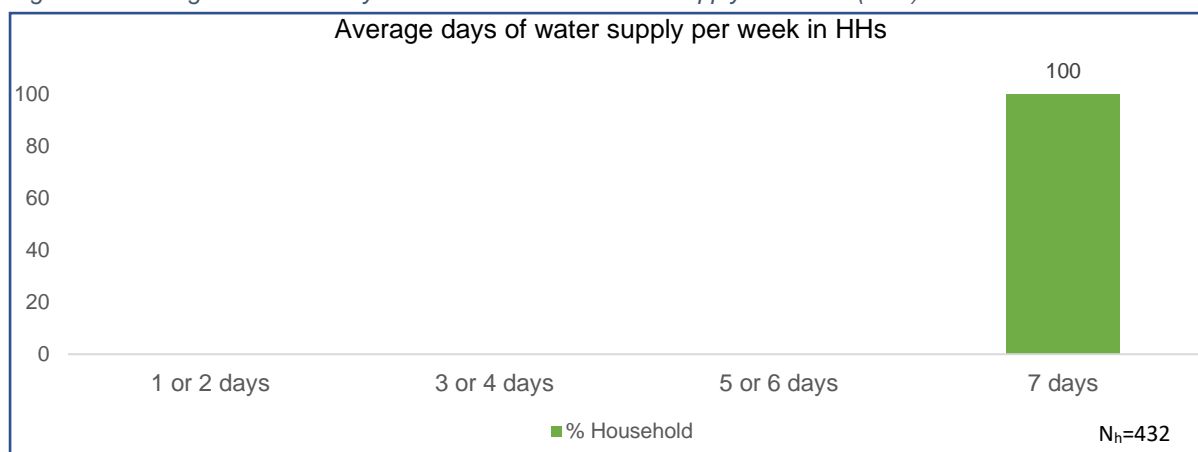 Average days of water supply per week in HHs
100
100
80
60
40
20
0
1 or 2 days
3 or 4 days
5 or 6 days
7 days
% Household
Nₕ=432